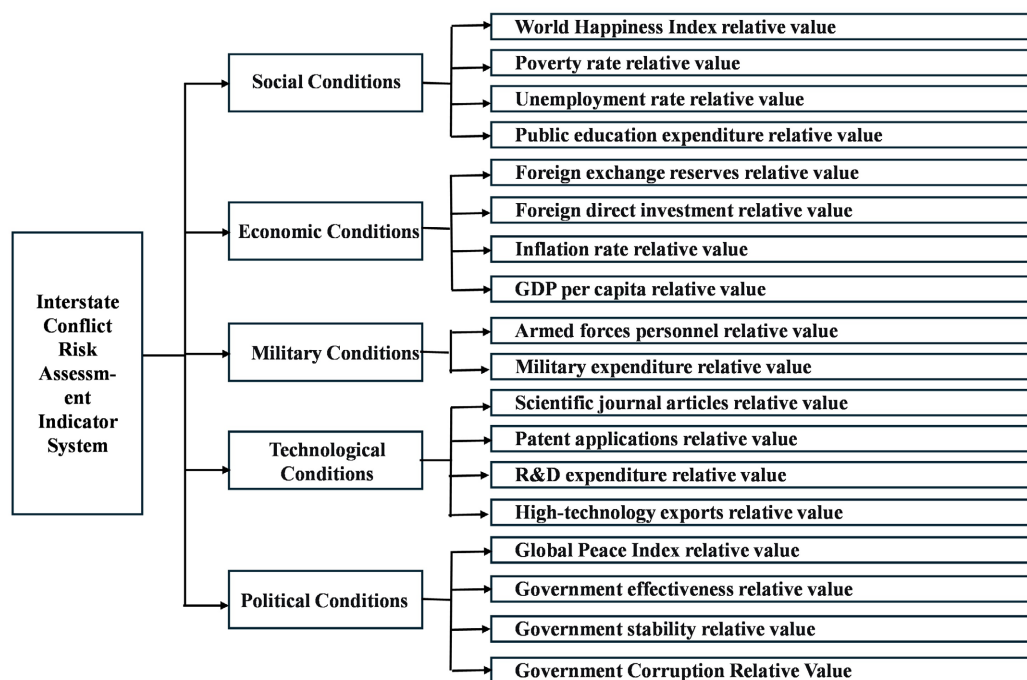 Interstate
Conflict
Risk
Assessm-
ent
Indicator
System
Social Conditions
World Happiness Index relative value
Poverty rate relative value
Unemployment rate relative value
Public education expenditure relative value
Economic Conditions
Foreign exchange reserves relative value
Foreign direct investment relative value
Inflation rate relative value
GDP per capita relative value
Military Conditions
Armed forces personnel relative value
Military expenditure relative value
Technological
Conditions
Scientific journal articles relative value
Patent applications relative value
R&D expenditure relative value
High-technology exports relative value
Political Conditions
Global Peace Index relative value
Government effectiveness relative value
Government stability relative value
Government Corruption Relative Value